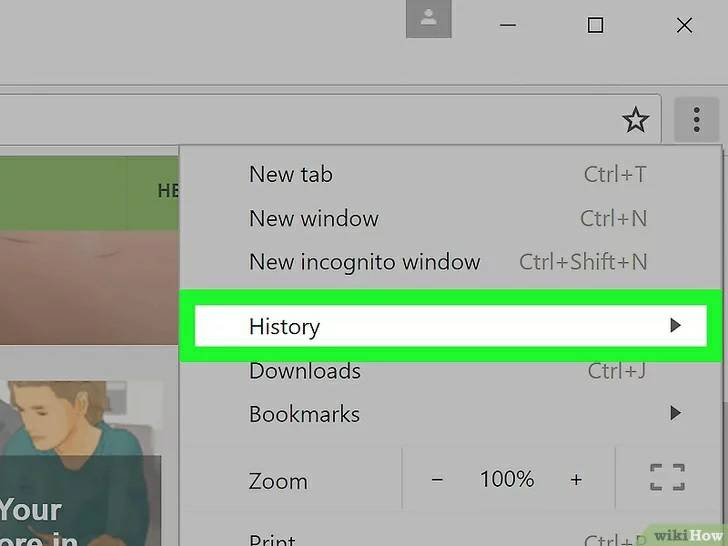 New tab Ctrl+T
New window Ctrl+N
HE
New incognito window Ctrl+Shift+N
History
Downloads Ctrl+J
Bookmarks
Zoom - 100% +
Your
ore in
Print Ctrl+P
wikiHow